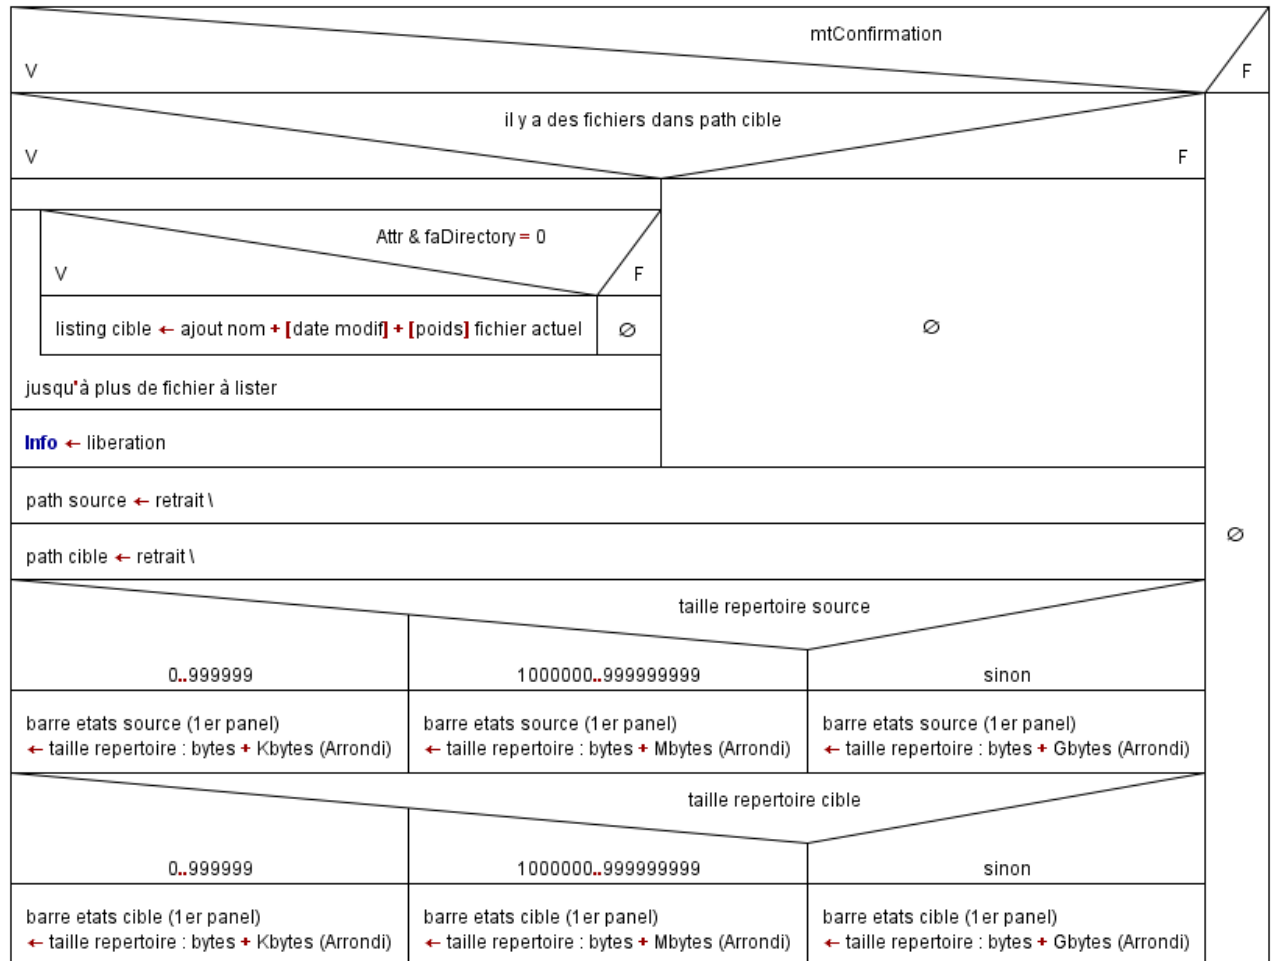 mtConfirmation
V
F
il y a des fichiers dans path cible
V
F
Attr & faDirectory = 0
V
F
listing cible ← ajout nom + [date modif] + [poids] fichier actuel
∅
∅
jusqu'à plus de fichier à lister
Info ← liberation
path source ← retrait \
∅
path cible ← retrait \
taille repertoire source
0..999999
1000000..999999999
sinon
barre etats source (1er panel)
← taille repertoire : bytes + Kbytes (Arrondi)
barre etats source (1er panel)
← taille repertoire : bytes + Mbytes (Arrondi)
barre etats source (1er panel)
← taille repertoire : bytes + Gbytes (Arrondi)
taille repertoire cible
0..999999
1000000..999999999
sinon
barre etats cible (1er panel)
← taille repertoire : bytes + Kbytes (Arrondi)
barre etats cible (1er panel)
← taille repertoire : bytes + Mbytes (Arrondi)
barre etats cible (1er panel)
← taille repertoire : bytes + Gbytes (Arrondi)